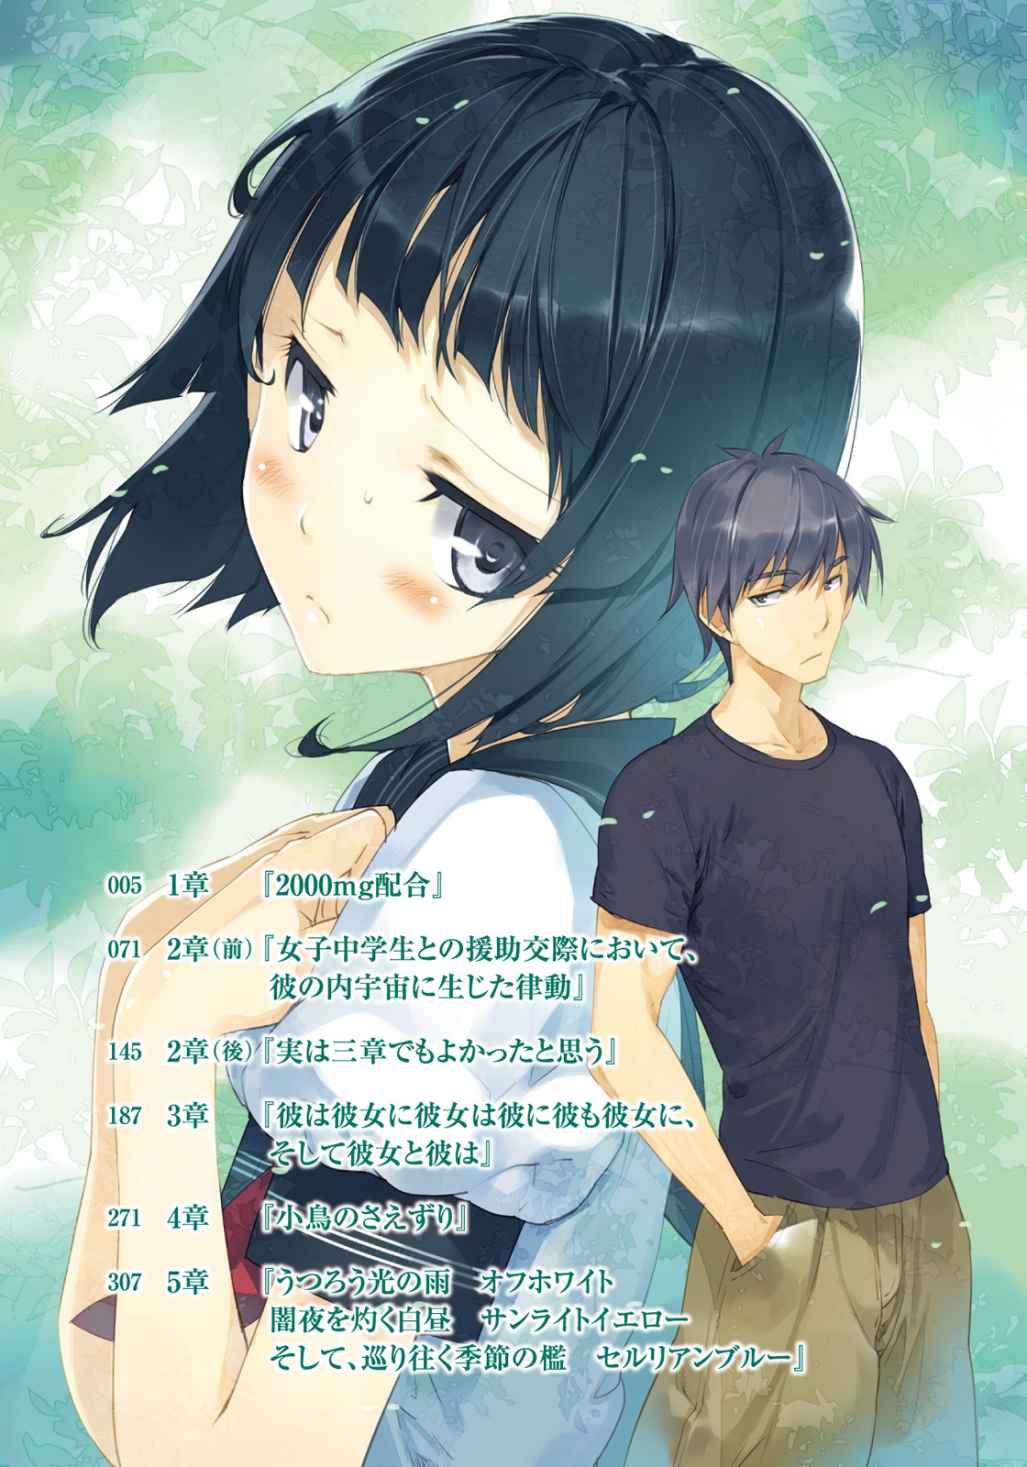 005 1章 『2000mg配合』
071 2章(前)『女子中学生との援助交際において、
彼の内宇宙に生じた律動』
145 2章(後)『実は三章でもよかったと思う』
187 3章 『彼は彼女に彼女は彼に彼も彼女に、
そして彼女と彼は』
271 4章 『小鳥のさえずり』
307 5章 『うつろう光の雨　オフホワイト
闇夜を灼く白昼　サンライトイエロー
そして、巡り往く季節の檻　セルリアンブルー』